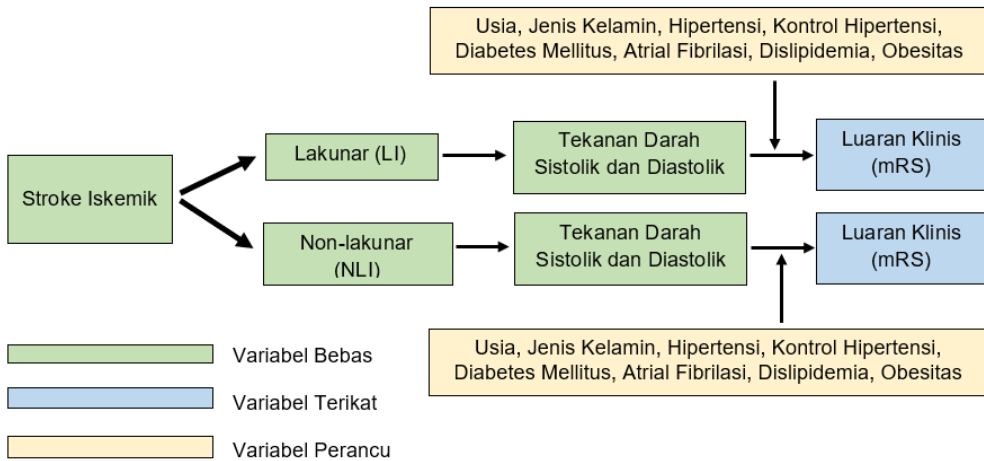 Usia, Jenis Kelamin, Hipertensi, Kontrol Hipertensi,
Diabetes Mellitus, Atrial Fibrilasi, Dislipidemia, Obesitas
Stroke Iskemik
Lakunar (LI)
Tekanan Darah
Sistolik dan Diastolik
Luaran Klinis
(mRS)
Non-lakunar
(NLI)
Tekanan Darah
Sistolik dan Diastolik
Luaran Klinis
(mRS)
Usia, Jenis Kelamin, Hipertensi, Kontrol Hipertensi,
Diabetes Mellitus, Atrial Fibrilasi, Dislipidemia, Obesitas
Variabel Bebas
Variabel Terikat
Variabel Perancu